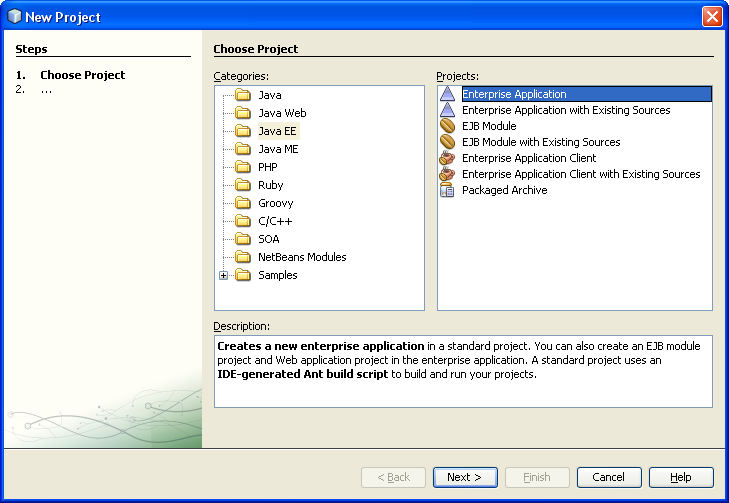 New Project
Steps
1. Choose Project
2. ...
Choose Project
Categories:
Java
Java Web
Java EE
Java ME
PHP
Ruby
Groovy
C/C++
SOA
NetBeans Modules
Samples
Projects:
Enterprise Application
Enterprise Application with Existing Sources
EJB Module
EJB Module with Existing Sources
Enterprise Application Client
Enterprise Application Client with Existing Sources
Packaged Archive
Description:
Creates a new enterprise application in a standard project. You can also create an EJB module
project and Web application project in the enterprise application. A standard project uses an
IDE-generated Ant build script to build and run your projects.
< Back
Next >
Finish
Cancel
Help